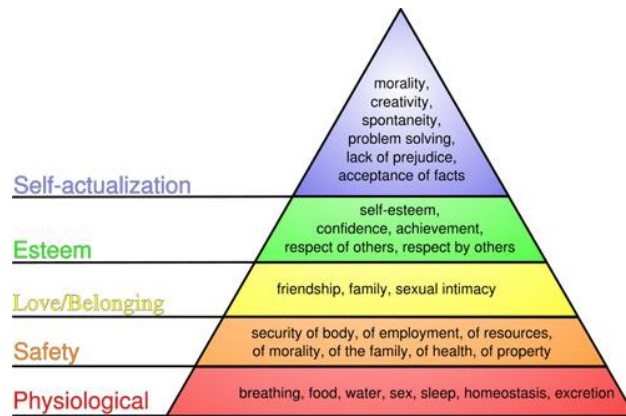 morality,
creativity,
spontaneity,
problem solving,
lack of prejudice,
acceptance of facts
Self-actualization
self-esteem,
confidence, achievement,
respect of others, respect by others
Esteem
friendship, family, sexual intimacy
Love/Belonging
security of body, of employment, of resources,
of morality, of the family, of health, of property
Safety
breathing, food, water, sex, sleep, homeostasis, excretion
Physiological